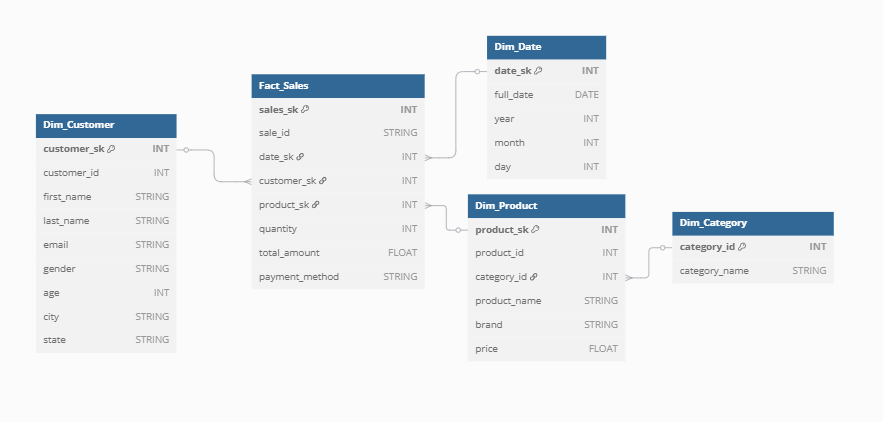 Dim_Customer
customer_sk INT
customer_id INT
first_name STRING
last_name STRING
email STRING
gender STRING
age INT
city STRING
state STRING
Fact_Sales
sales_sk INT
sale_id STRING
date_sk INT
customer_sk INT
product_sk INT
quantity INT
total_amount FLOAT
payment_method STRING
Dim_Date
date_sk INT
full_date DATE
year INT
month INT
day INT
Dim_Product
product_sk INT
product_id INT
category_id INT
product_name STRING
brand STRING
price FLOAT
Dim_Category
category_id INT
category_name STRING